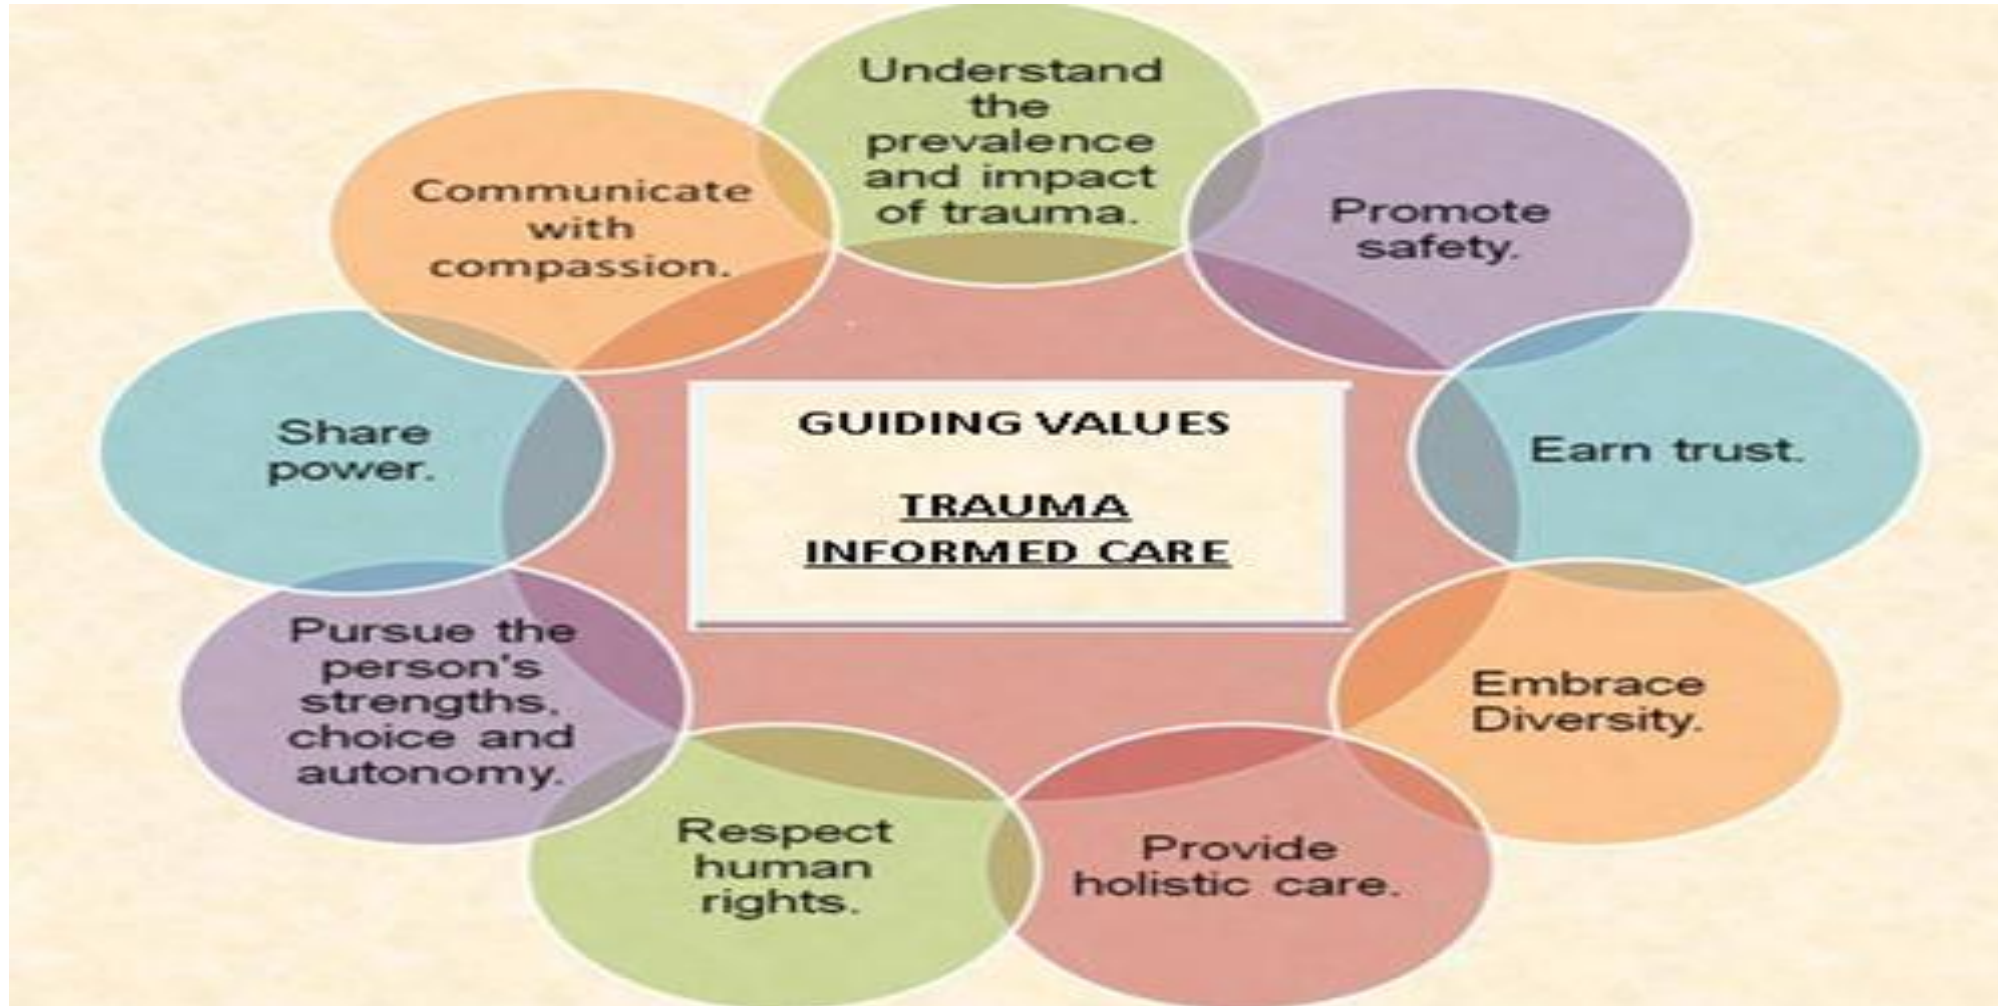 GUIDING VALUES
TRAUMA
INFORMED CARE
Understand
the
prevalence
and impact
of trauma.
Promote
safety.
Earn trust.
Embrace
Diversity.
Provide
holistic care.
Respect
human
rights.
Pursue the
person's
strengths,
choice and
autonomy.
Share
power.
Communicate
with
compassion.